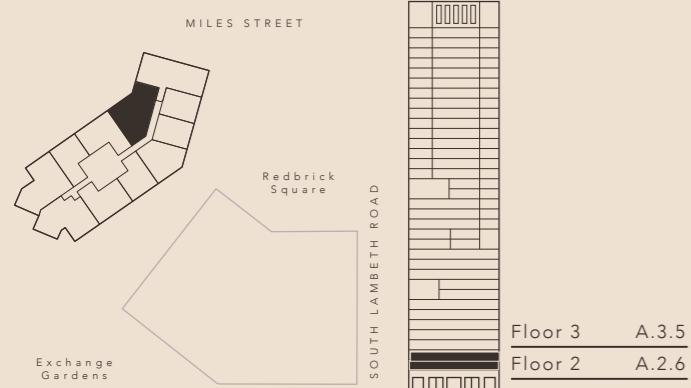 MILES STREET
Redbrick
Square
SOUTH LAMBETH ROAD
Floor 3 A.3.5
Floor 2 A.2.6
Exchange
Gardens